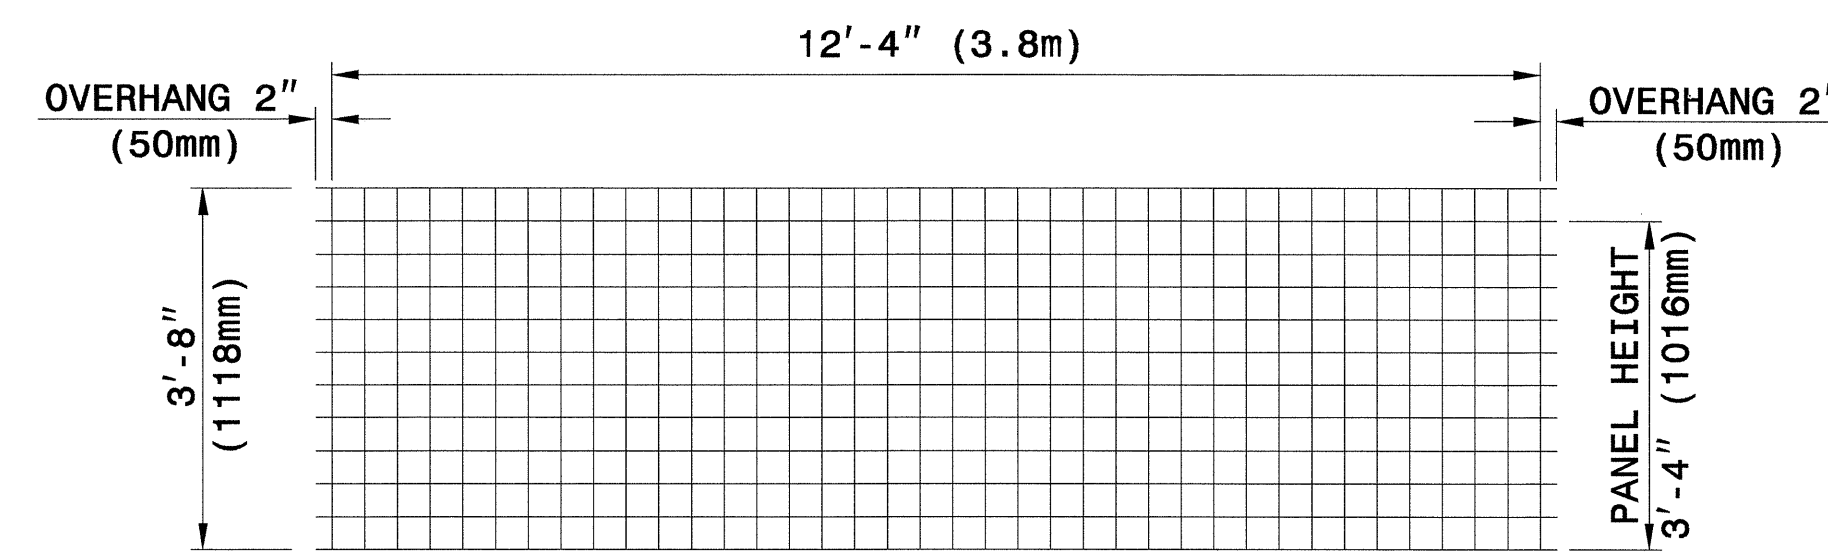 12'-4" (3.8m)
OVERHANG 2"
(50mm)
OVERHANG 2'
(50mm)
3'-8"
(1118mm)
PANEL HEIGHT
3'-4" (1016mm)